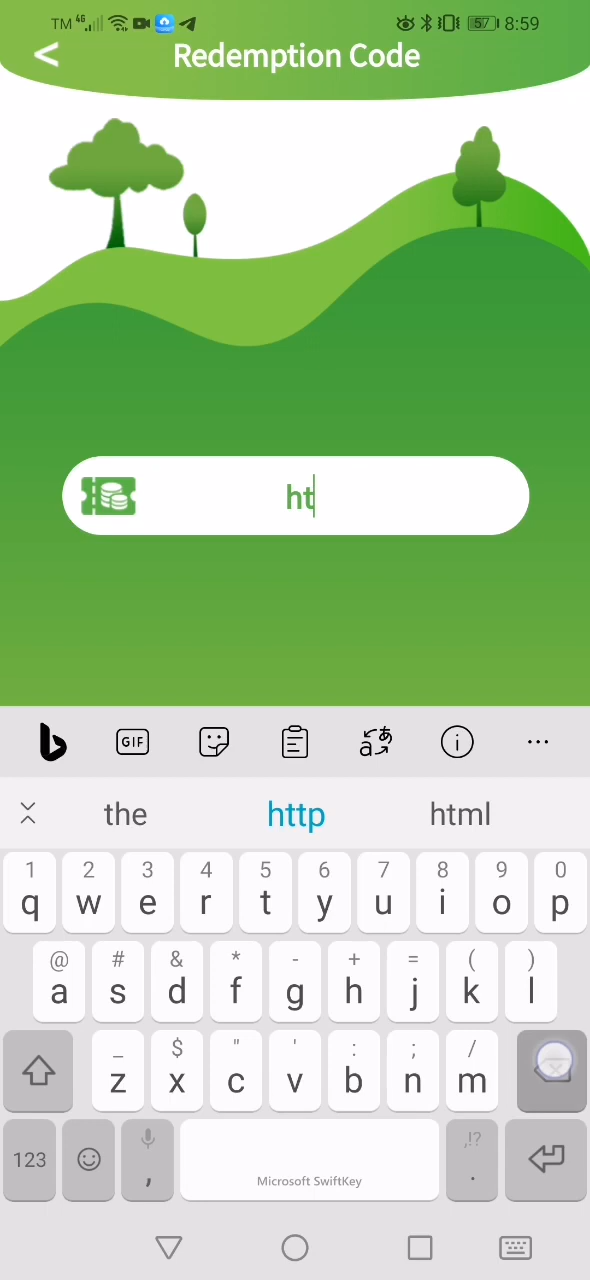 TM 4G 57 8:59
< Redemption Code
ht
GIF
the http html
1 2 3 4 5 6 7 8 9 0
q w e r t y u i o p
@ # & * - + = ( )
a s d f g h j k l
_ $ " ' : ; /
z x c v b n m
123 , Microsoft SwiftKey ,!? .